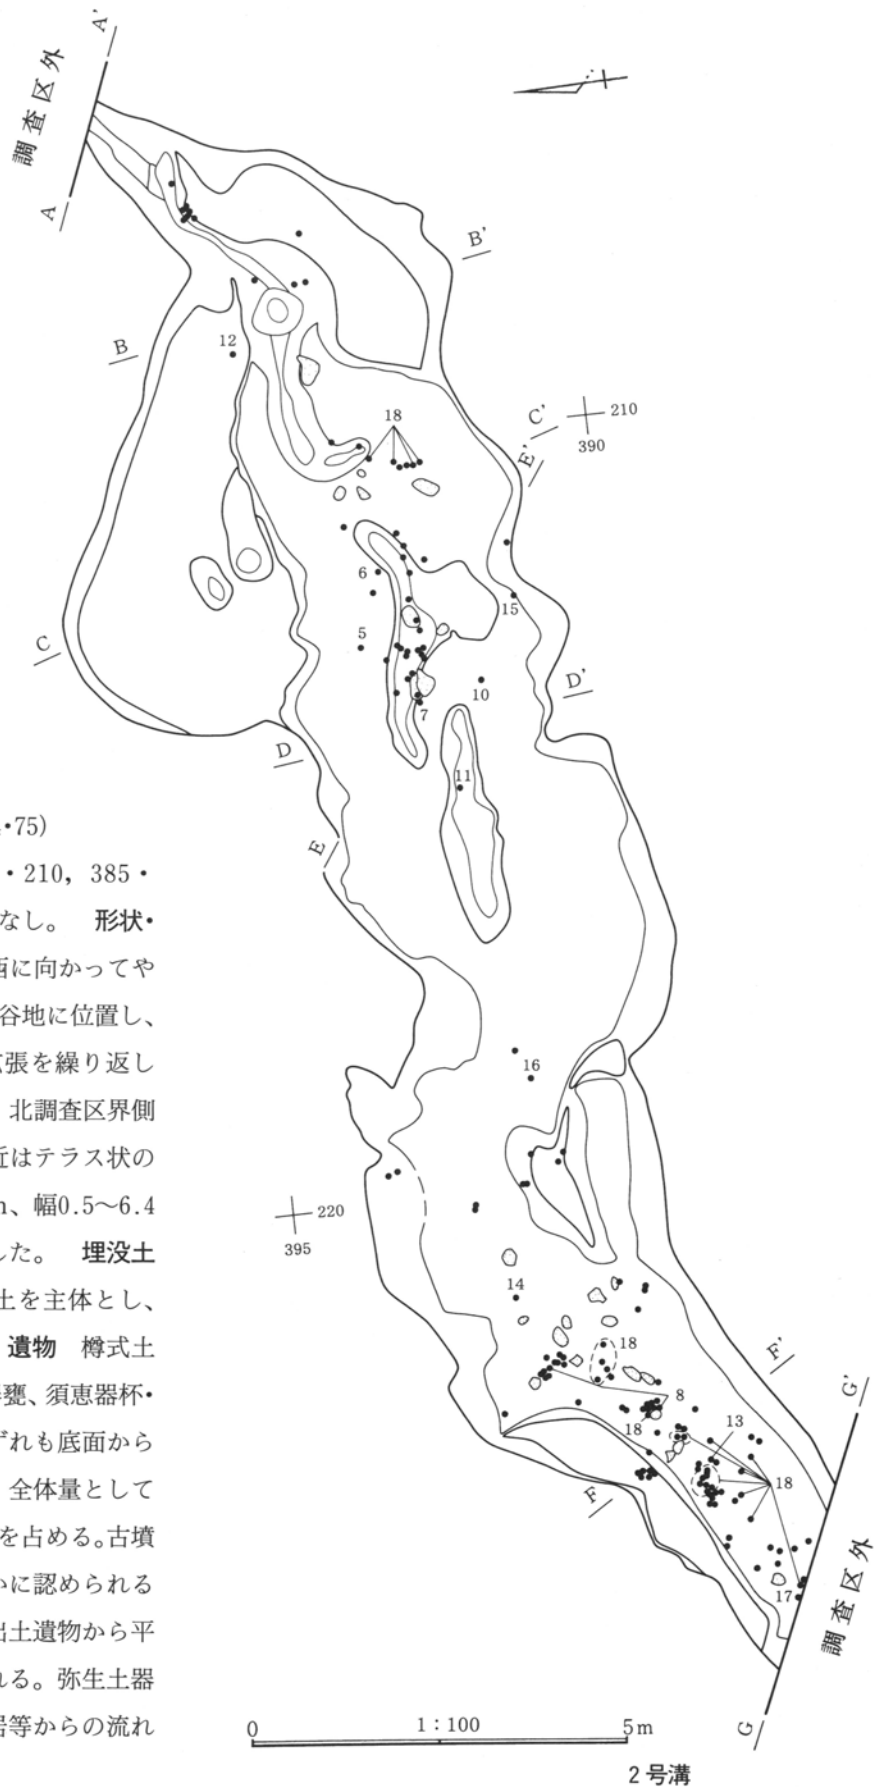 A'
調査区外
A
B'
B
12
18
C'
210
390
E'
6
15
5
C
10
D'
7
D
11
•75)
E
・210，385・
なし。　形状・
西に向かってや
谷地に位置し、
張を繰り返し
16
北調査区界側
近はテラス状の
m、幅0.5〜6.4
220
395
した。　埋没土
14
土を主体とし、
18
遺物　樽式土
F'
G'
8
甕、須恵器杯・
18
13
ずれも底面から
18
F
全体量として
を占める。古墳
かに認められる
17
調査区外
出土遺物から平
れる。弥生土器
居等からの流れ
0
1：100
5m
G
2号溝